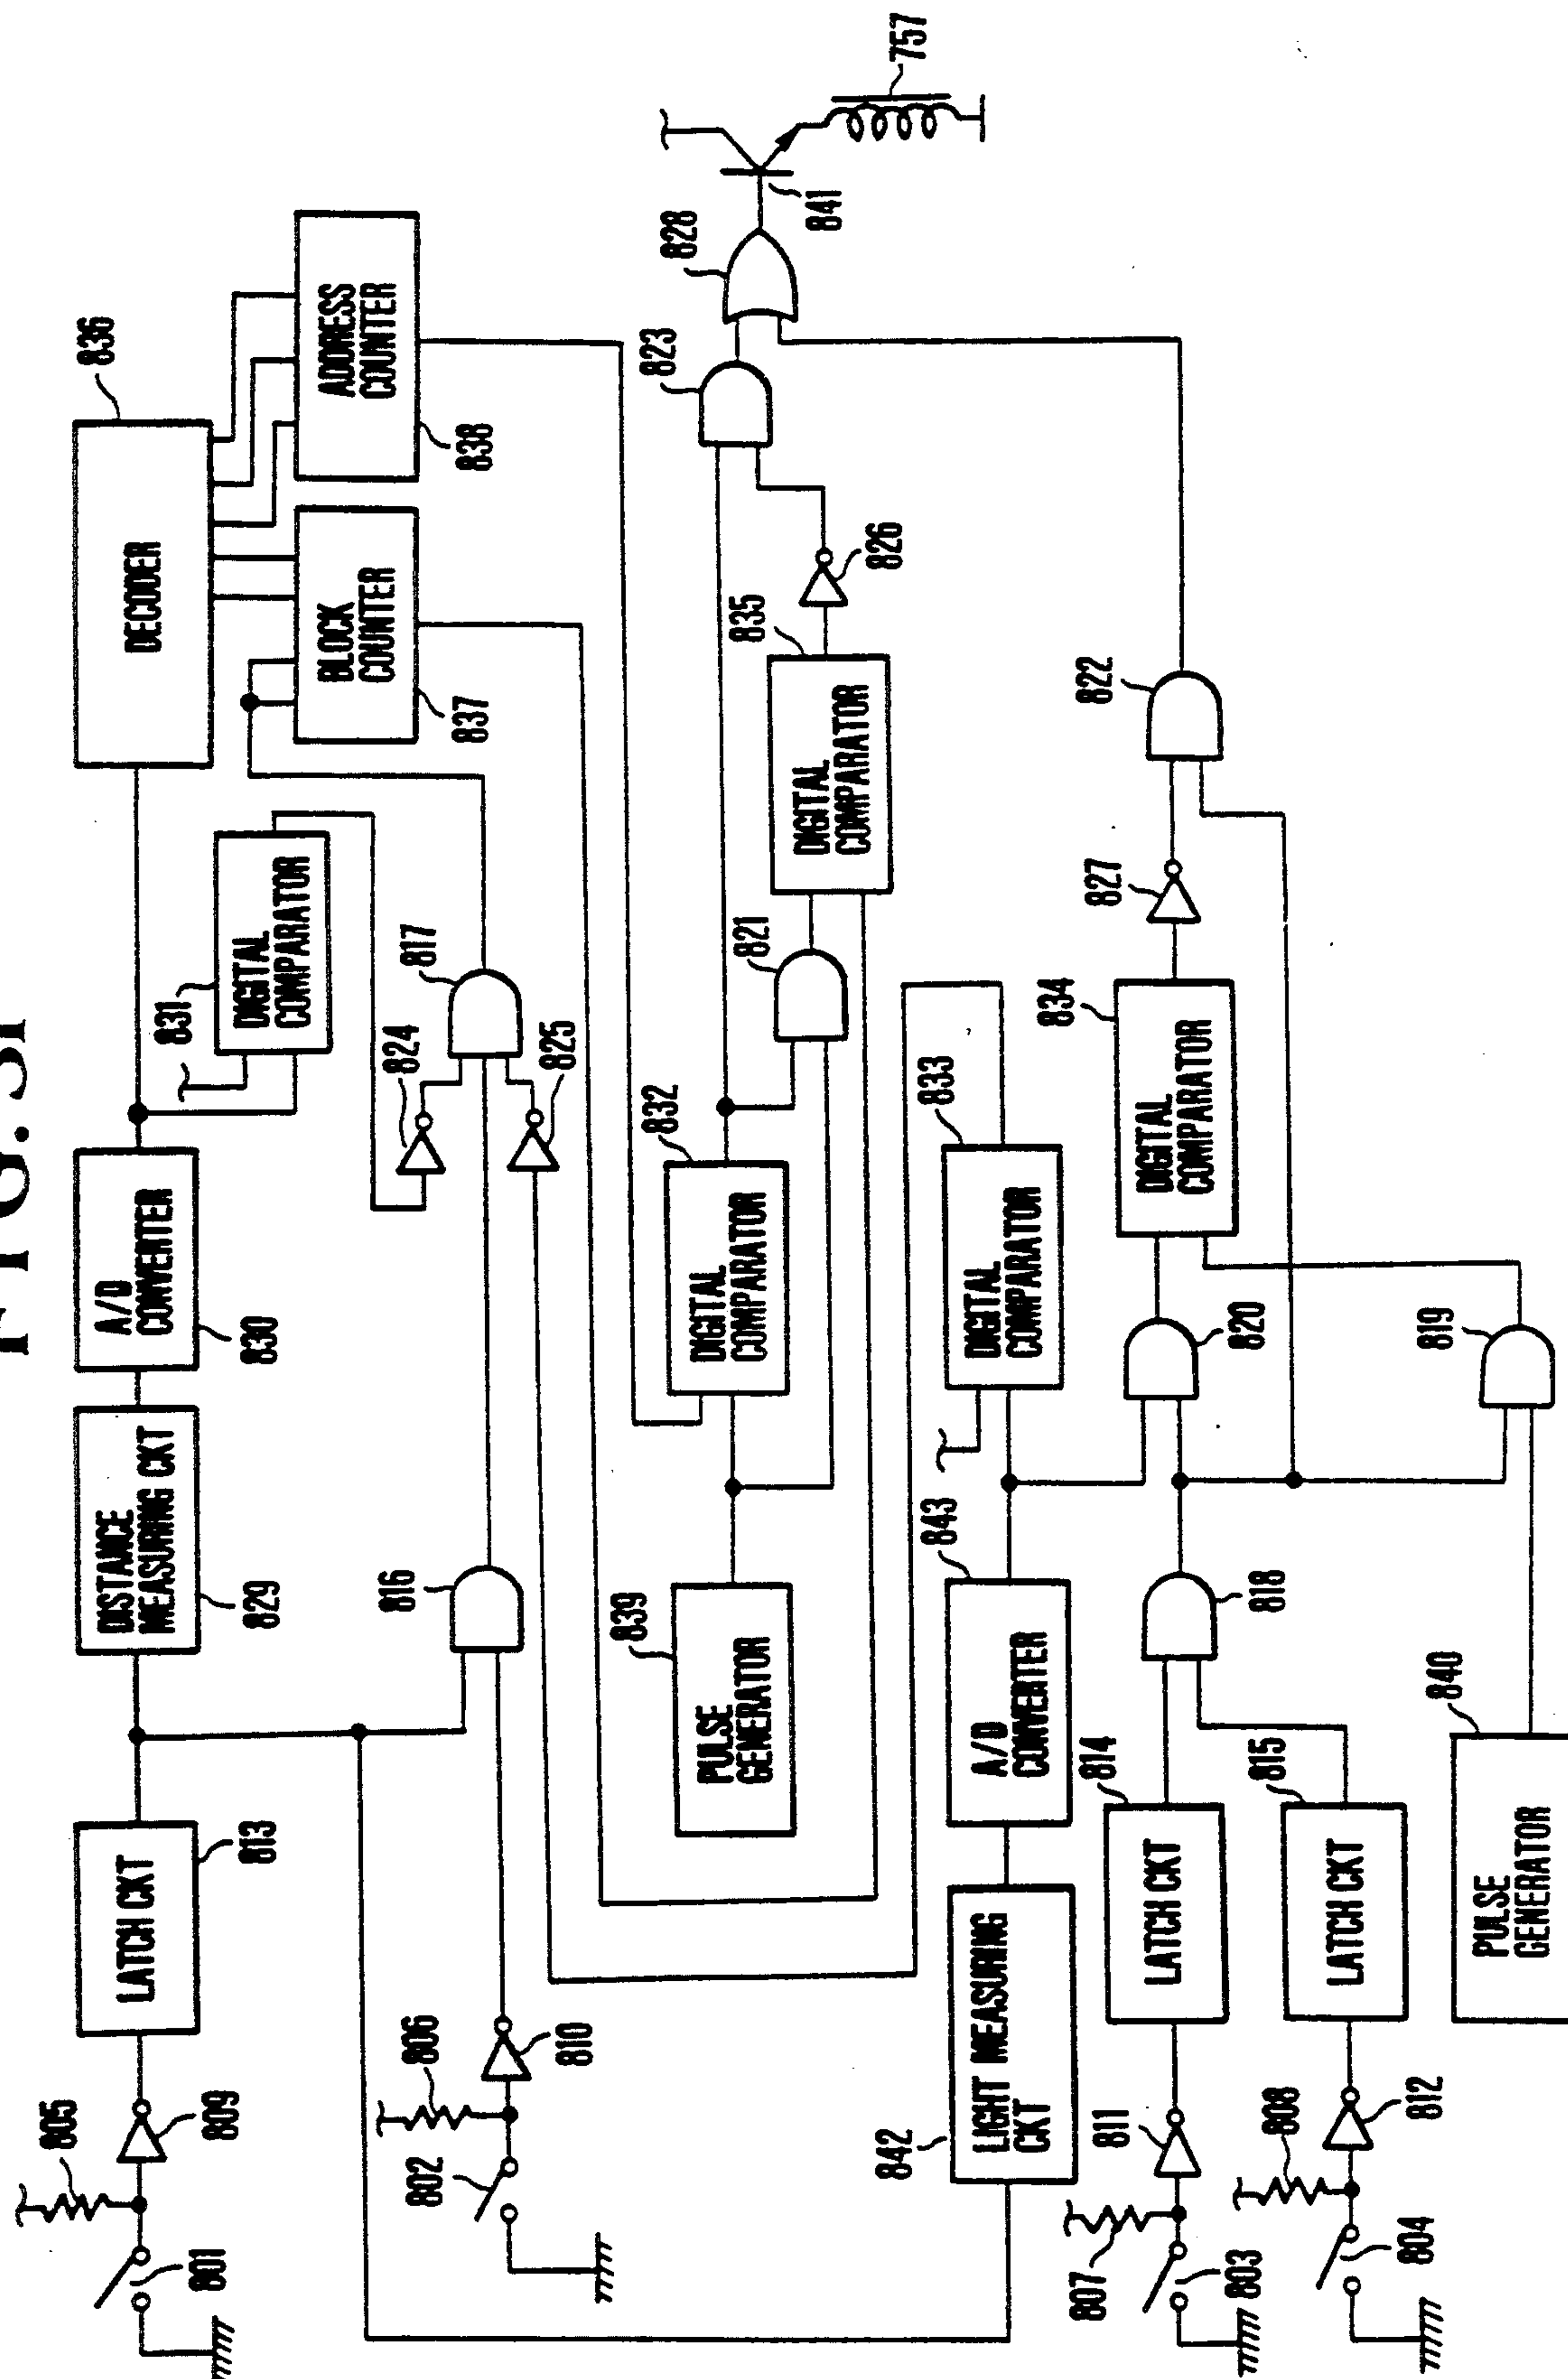 836
DECODER
ADDRESS
COUNTER
838
BLOCK
COUNTER
837
831
DIGITAL
COMPARATOR
A/D
CONVERTER
830
DISTANCE
MEASURING CKT
829
LATCH CKT
813
805
809
801
824
817
825
816
806
810
802
757
841
828
823
826
835
DIGITAL
COMPARATOR
821
832
DIGITAL
COMPARATOR
839
PULSE
GENERATOR
822
827
834
DIGITAL
COMPARATOR
833
DIGITAL
COMPARATOR
820
819
843
A/D
CONVERTER
818
842
LIGHT MEASURING
CKT
814
LATCH CKT
815
LATCH CKT
840
PULSE
GENERATOR
811
807
803
812
808
804